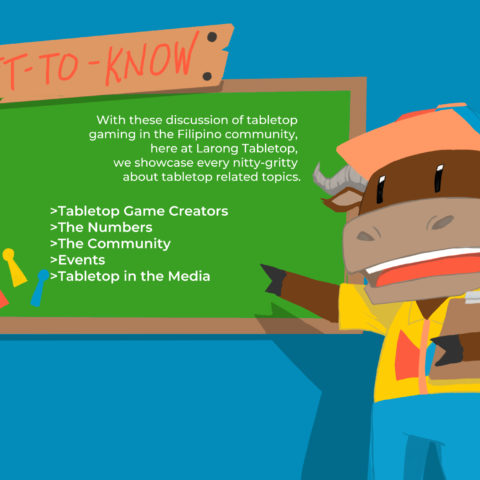 T-TO-KNOW
With these discussion of tabletop
gaming in the Filipino community,
here at Larong Tabletop,
we showcase every nitty-gritty
about tabletop related topics.
>Tabletop Game Creators
>The Numbers
>The Community
>Events
>Tabletop in the Media